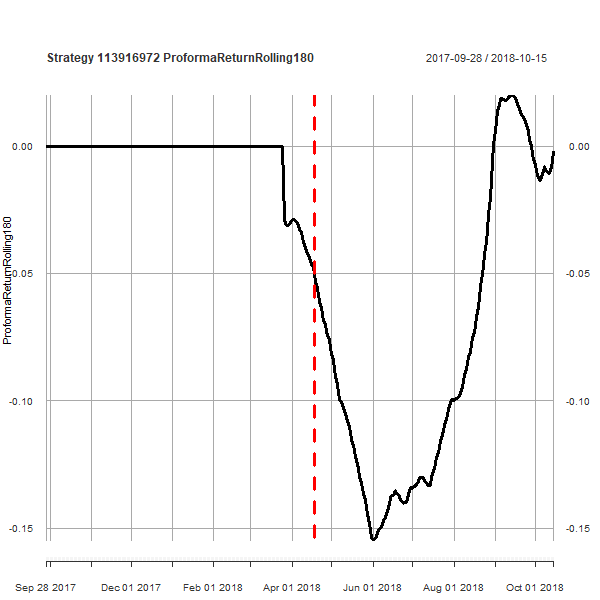 Strategy 113916972 ProformaReturnRolling180
2017-09-28 / 2018-10-15
0.00
0.00
ProformaReturnRolling180
-0.05
-0.05
-0.10
-0.10
-0.15
-0.15
Sep 28 2017 Dec 01 2017 Feb 01 2018 Apr 01 2018 Jun 01 2018 Aug 01 2018 Oct 01 2018